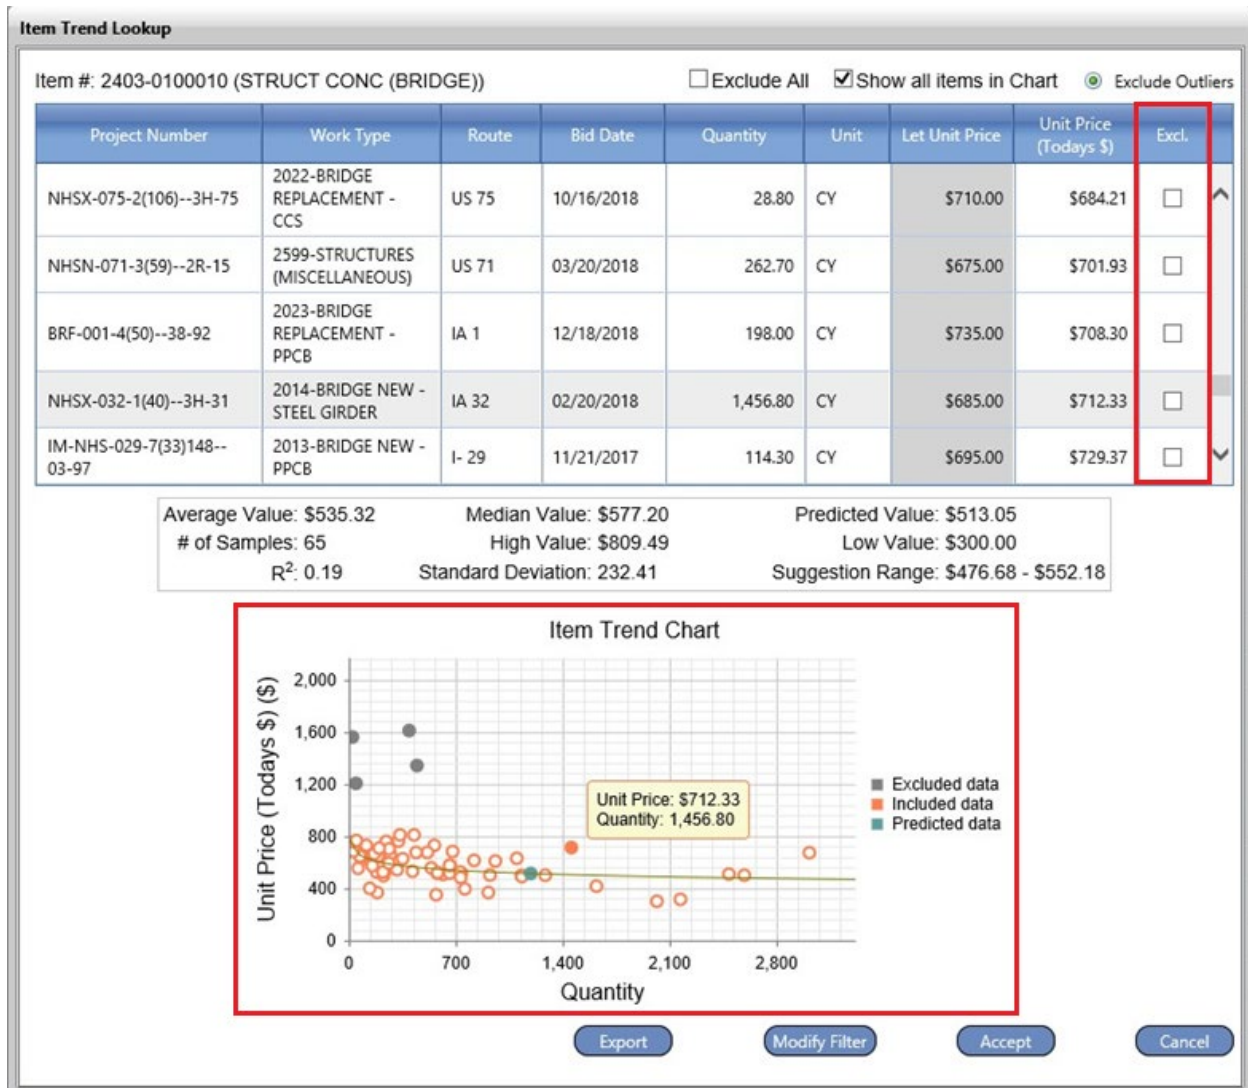 Item Trend Lookup
Item #: 2403-0100010 (STRUCT CONC (BRIDGE))
Exclude All
Show all items in Chart
Exclude Outliers
Project Number
Work Type
Route
Bid Date
Quantity
Unit
Let Unit Price
Unit Price
(Todays $)
Excl.
NHSX-075-2(106)--3H-75
2022-BRIDGE
REPLACEMENT -
CCS
US 75
10/16/2018
28.80
CY
$710.00
$684.21
NHSN-071-3(59)--2R-15
2599-STRUCTURES
(MISCELLANEOUS)
US 71
03/20/2018
262.70
CY
$675.00
$701.93
BRF-001-4(50)--38-92
2023-BRIDGE
REPLACEMENT -
PPCB
IA 1
12/18/2018
198.00
CY
$735.00
$708.30
NHSX-032-1(40)--3H-31
2014-BRIDGE NEW -
STEEL GIRDER
IA 32
02/20/2018
1,456.80
CY
$685.00
$712.33
IM-NHS-029-7(33)148--
03-97
2013-BRIDGE NEW -
PPCB
I- 29
11/21/2017
114.30
CY
$695.00
$729.37
Average Value: $535.32
Median Value: $577.20
Predicted Value: $513.05
# of Samples: 65
High Value: $809.49
Low Value: $300.00
R²: 0.19
Standard Deviation: 232.41
Suggestion Range: $476.68 - $552.18
Item Trend Chart
Unit Price (Todays $) ($)
2,000
1,600
1,200
800
400
0
Unit Price: $712.33
Quantity: 1,456.80
Excluded data
Included data
Predicted data
0
700
1,400
2,100
2,800
Quantity
Export
Modify Filter
Accept
Cancel